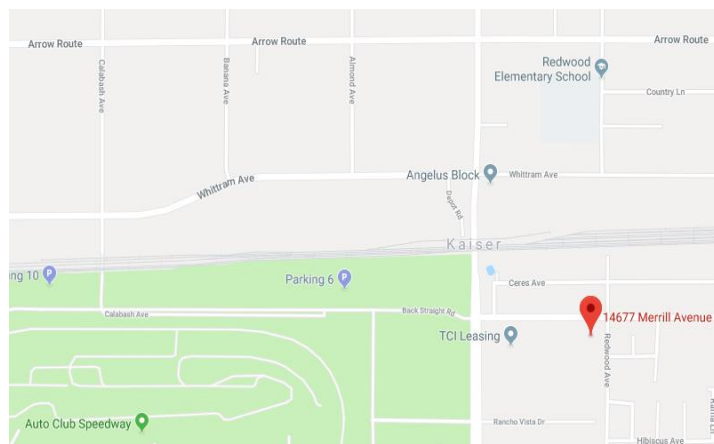 Arrow Route
Arrow Route
Arrow Route
Calabash Ave
Banana Ave
Almond Ave
Redwood
Elementary School
Country Ln
Whittram Ave
Angelus Block
Whittram Ave
Depot Rd
Kaiser
ing 10
P
Parking 6
P
Ceres Ave
Calabash Ave
Back Straight Rd
14677 Merrill Avenue
TCI Leasing
Redwood Ave
Auto Club Speedway
Rancho Vista Dr
Hibiscus Ave